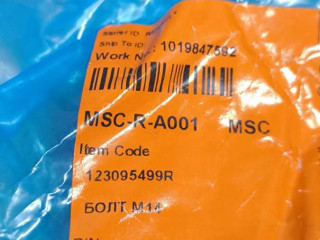 Ship To ID
Work No.: 1019847592
MSC-R-A001 MSC
Item Code
123095499R
БОЛТ М14